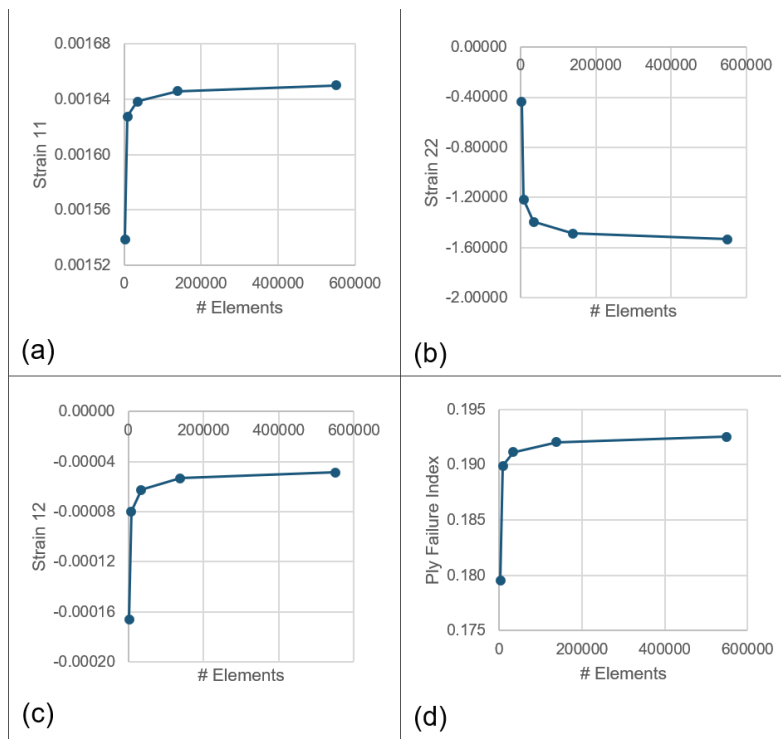 0.00168
0.00164
0.00160
0.00156
0.00152
Strain 11
0 200000 400000 600000
# Elements
(a)
0.00000
-0.40000
-0.80000
-1.20000
-1.60000
-2.00000
Strain 22
0 200000 400000 600000
# Elements
(b)
0.00000
-0.00004
-0.00008
-0.00012
-0.00016
-0.00020
Strain 12
0 200000 400000 600000
# Elements
(c)
0.195
0.190
0.185
0.180
0.175
Ply Failure Index
0 200000 400000 600000
# Elements
(d)